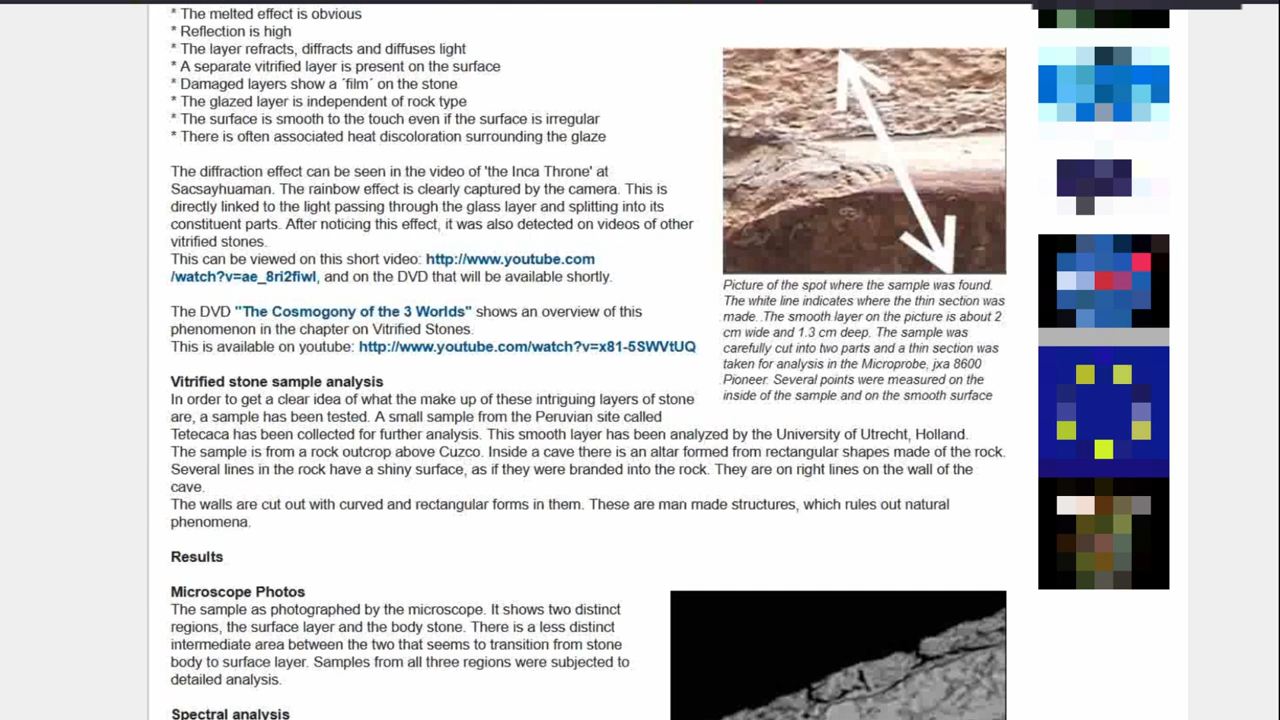 * The melted effect is obvious
* Reflection is high
* The layer refracts, diffracts and diffuses light
* A separate vitrified layer is present on the surface
* Damaged layers show a ´film´ on the stone
* The glazed layer is independent of rock type
* The surface is smooth to the touch even if the surface is irregular
* There is often associated heat discoloration surrounding the glaze
The diffraction effect can be seen in the video of 'the Inca Throne' at
Sacsayhuaman. The rainbow effect is clearly captured by the camera. This is
directly linked to the light passing through the glass layer and splitting into its
constituent parts. After noticing this effect, it was also detected on videos of other
vitrified stones.
This can be viewed on this short video: http://www.youtube.com
/watch?v=ae_8ri2fiwI, and on the DVD that will be available shortly.
The DVD "The Cosmogony of the 3 Worlds" shows an overview of this
phenomenon in the chapter on Vitrified Stones.
This is available on youtube: http://www.youtube.com/watch?v=x81-5SWVtUQ
Picture of the spot where the sample was found.
The white line indicates where the thin section was
made. .The smooth layer on the picture is about 2
cm wide and 1.3 cm deep. The sample was
carefully cut into two parts and a thin section was
taken for analysis in the Microprobe, jxa 8600
Pioneer. Several points were measured on the
inside of the sample and on the smooth surface
Vitrified stone sample analysis
In order to get a clear idea of what the make up of these intriguing layers of stone
are, a sample has been tested. A small sample from the Peruvian site called
Tetecaca has been collected for further analysis. This smooth layer has been analyzed by the University of Utrecht, Holland.
The sample is from a rock outcrop above Cuzco. Inside a cave there is an altar formed from rectangular shapes made of the rock.
Several lines in the rock have a shiny surface, as if they were branded into the rock. They are on right lines on the wall of the
cave.
The walls are cut out with curved and rectangular forms in them. These are man made structures, which rules out natural
phenomena.
Results
Microscope Photos
The sample as photographed by the microscope. It shows two distinct
regions, the surface layer and the body stone. There is a less distinct
intermediate area between the two that seems to transition from stone
body to surface layer. Samples from all three regions were subjected to
detailed analysis.
Spectral analysis